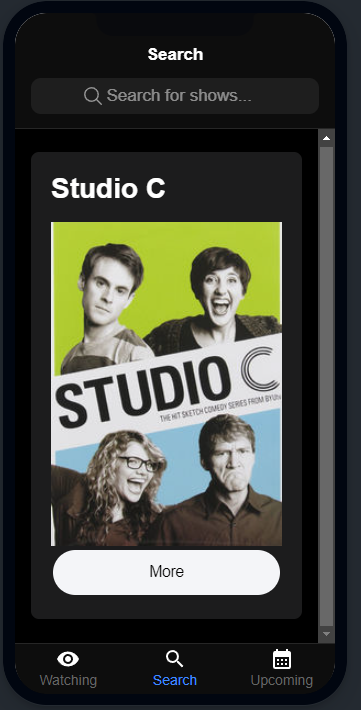 Search
Search for shows...
Studio C
STUDIO C
THE HIT SKETCH COMEDY SERIES FROM BYUtv
More
Watching
Search
Upcoming